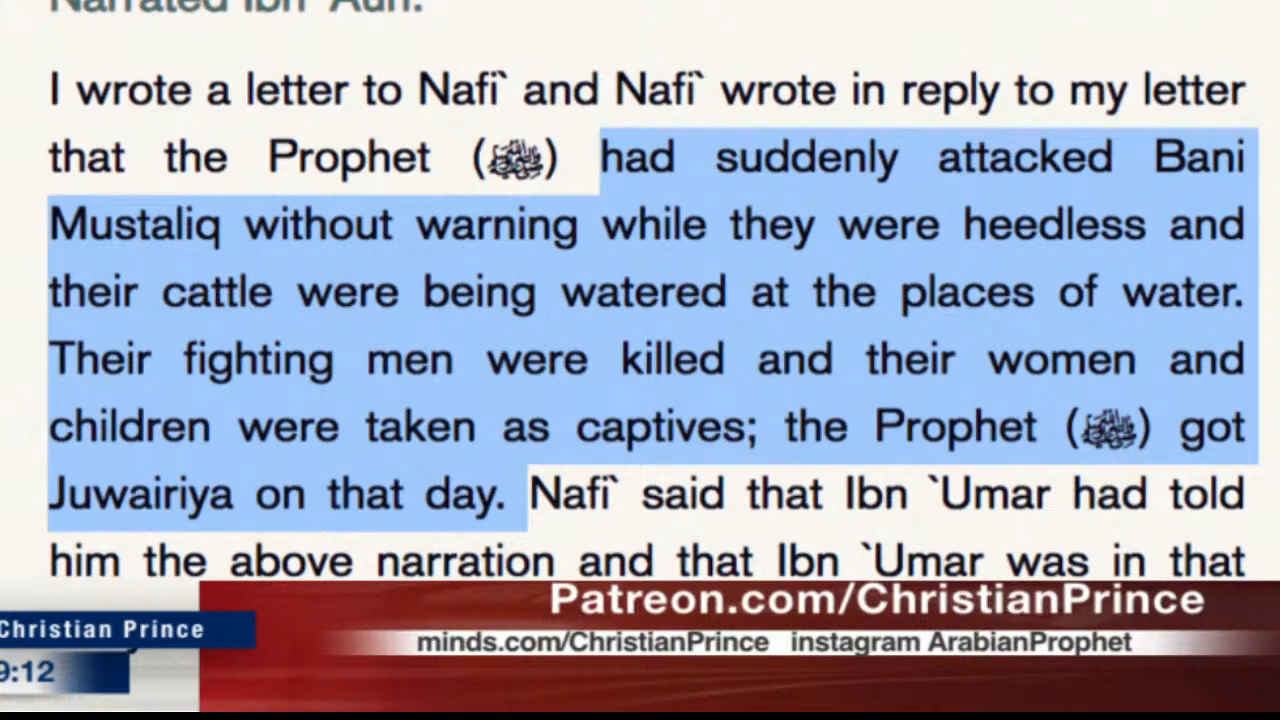 Narrated Ibn `Aun:
I wrote a letter to Nafi` and Nafi` wrote in reply to my letter
that the Prophet (ﷺ) had suddenly attacked Bani
Mustaliq without warning while they were heedless and
their cattle were being watered at the places of water.
Their fighting men were killed and their women and
children were taken as captives; the Prophet (ﷺ) got
Juwairiya on that day. Nafi` said that Ibn `Umar had told
him the above narration and that Ibn `Umar was in that
Patreon.com/ChristianPrince
Christian Prince
minds.com/ChristianPrince instagram ArabianProphet
9:12